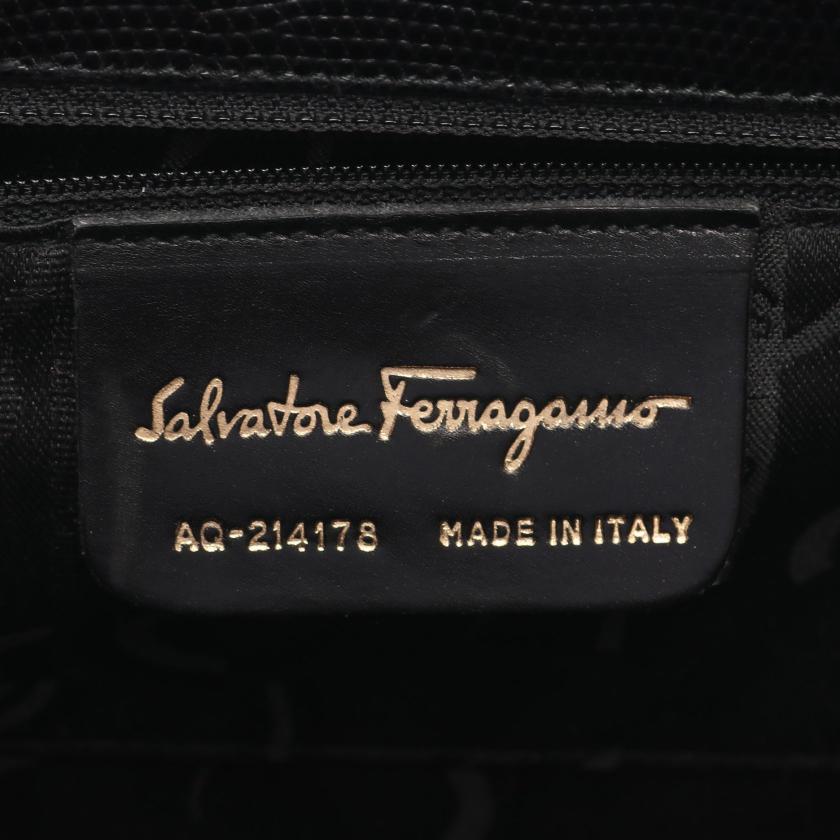 Salvatore Ferragamo
AQ-214178 MADE IN ITALY